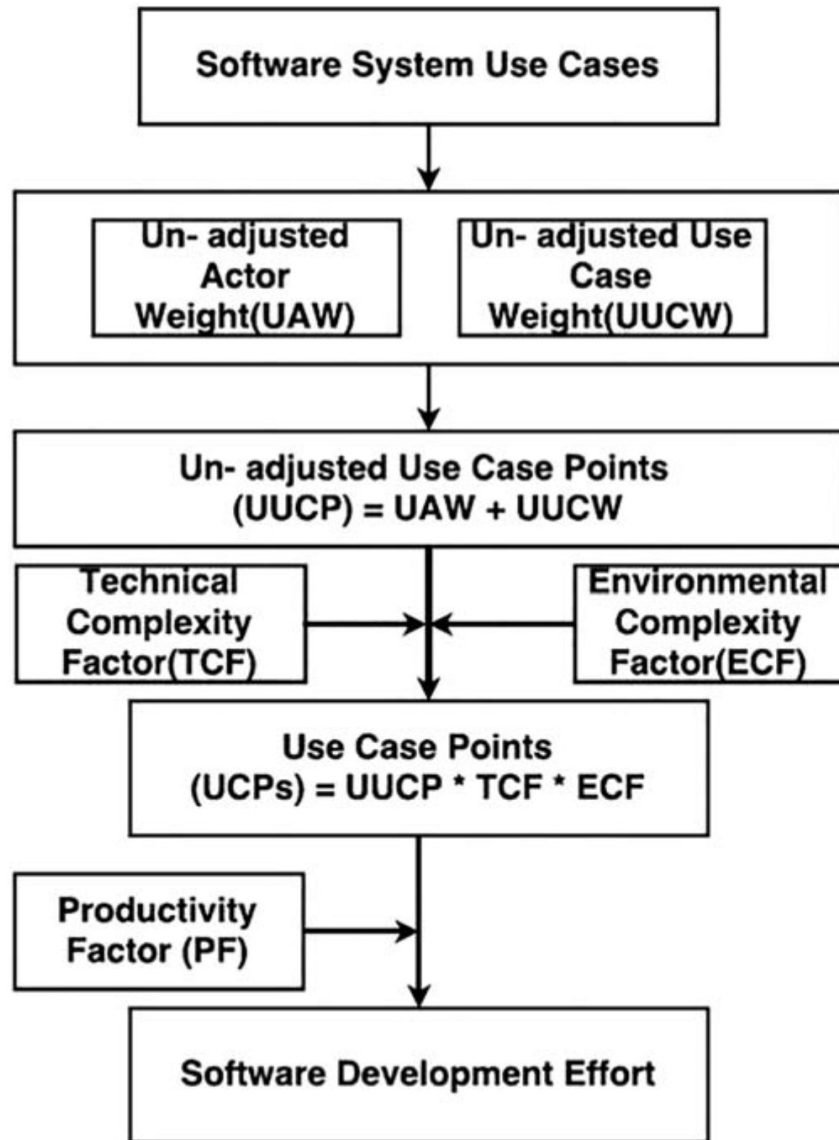 Software System Use Cases
Un- adjusted
Actor
Weight(UAW)
Un- adjusted Use
Case
Weight(UUCW)
Un- adjusted Use Case Points
(UUCP) = UAW + UUCW
Technical
Complexity
Factor(TCF)
Environmental
Complexity
Factor(ECF)
Use Case Points
(UCPs) = UUCP * TCF * ECF
Productivity
Factor (PF)
Software Development Effort